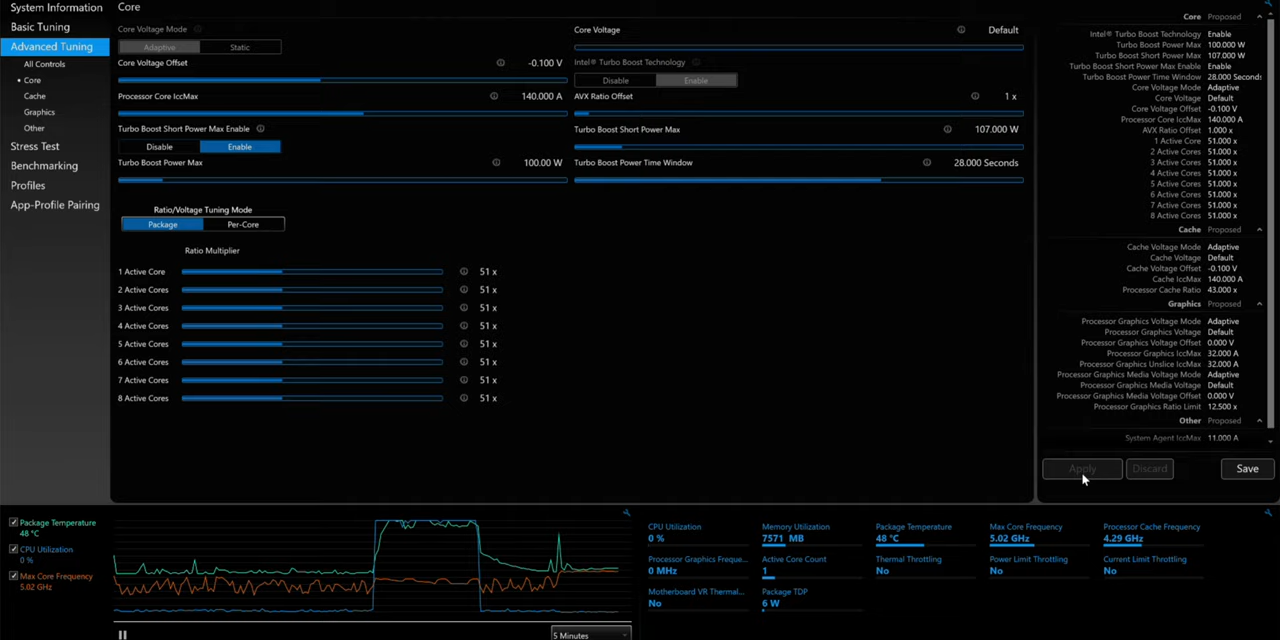 System Information
Basic Tuning
Advanced Tuning
All Controls
Core
Cache
Graphics
Other
Stress Test
Benchmarking
Profiles
App-Profile Pairing
Core
Core Voltage Mode
Adaptive Static
Core Voltage Offset -0.100 V
Processor Core IccMax 140.000 A
Turbo Boost Short Power Max Enable
Disable Enable
Turbo Boost Power Max 100.00 W
Core Voltage Default
Intel® Turbo Boost Technology
Disable Enable
AVX Ratio Offset 1 x
Turbo Boost Short Power Max 107.000 W
Turbo Boost Power Time Window 28.000 Seconds
Ratio/Voltage Tuning Mode
Package Per-Core
Ratio Multiplier
1 Active Core 51 x
2 Active Cores 51 x
3 Active Cores 51 x
4 Active Cores 51 x
5 Active Cores 51 x
6 Active Cores 51 x
7 Active Cores 51 x
8 Active Cores 51 x
Core Proposed
Intel® Turbo Boost Technology Enable
Turbo Boost Power Max 100.000 W
Turbo Boost Short Power Max 107.000 W
Turbo Boost Short Power Max Enable Enable
Turbo Boost Power Time Window 28.000 Seconds
Core Voltage Mode Adaptive
Core Voltage Default
Core Voltage Offset -0.100 V
Processor Core IccMax 140.000 A
AVX Ratio Offset 1.000 x
1 Active Core 51.000 x
2 Active Cores 51.000 x
3 Active Cores 51.000 x
4 Active Cores 51.000 x
5 Active Cores 51.000 x
6 Active Cores 51.000 x
7 Active Cores 51.000 x
8 Active Cores 51.000 x
Cache Proposed
Cache Voltage Mode Adaptive
Cache Voltage Default
Cache Voltage Offset -0.100 V
Cache IccMax 140.000 A
Processor Cache Ratio 43.000 x
Graphics Proposed
Processor Graphics Voltage Mode Adaptive
Processor Graphics Voltage Default
Processor Graphics Voltage Offset 0.000 V
Processor Graphics IccMax 32.000 A
Processor Graphics Unslice IccMax 32.000 A
Processor Graphics Media Voltage Mode Adaptive
Processor Graphics Media Voltage Default
Processor Graphics Media Voltage Offset 0.000 V
Processor Graphics Ratio Limit 12.500 x
Other Proposed
System Agent IccMax 11.000 A
Apply Discard Save
Package Temperature
48 °C
CPU Utilization
0 %
Max Core Frequency
5.02 GHz
5 Minutes
CPU Utilization
0 %
Memory Utilization
7571 MB
Package Temperature
48 °C
Max Core Frequency
5.02 GHz
Processor Cache Frequency
4.29 GHz
Processor Graphics Freque...
0 MHz
Active Core Count
1
Thermal Throttling
No
Power Limit Throttling
No
Current Limit Throttling
No
Motherboard VR Thermal...
No
Package TDP
6 W